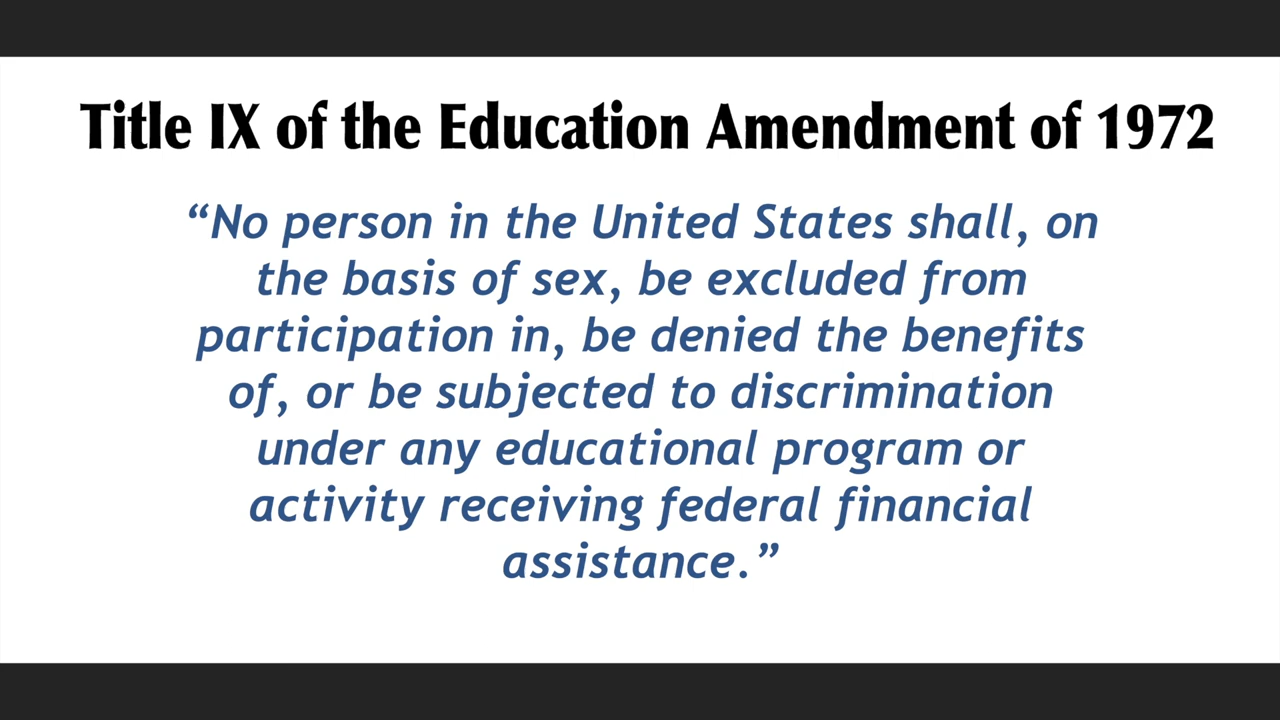 Title IX of the Education Amendment of 1972
“No person in the United States shall, on
the basis of sex, be excluded from
participation in, be denied the benefits
of, or be subjected to discrimination
under any educational program or
activity receiving federal financial
assistance.”